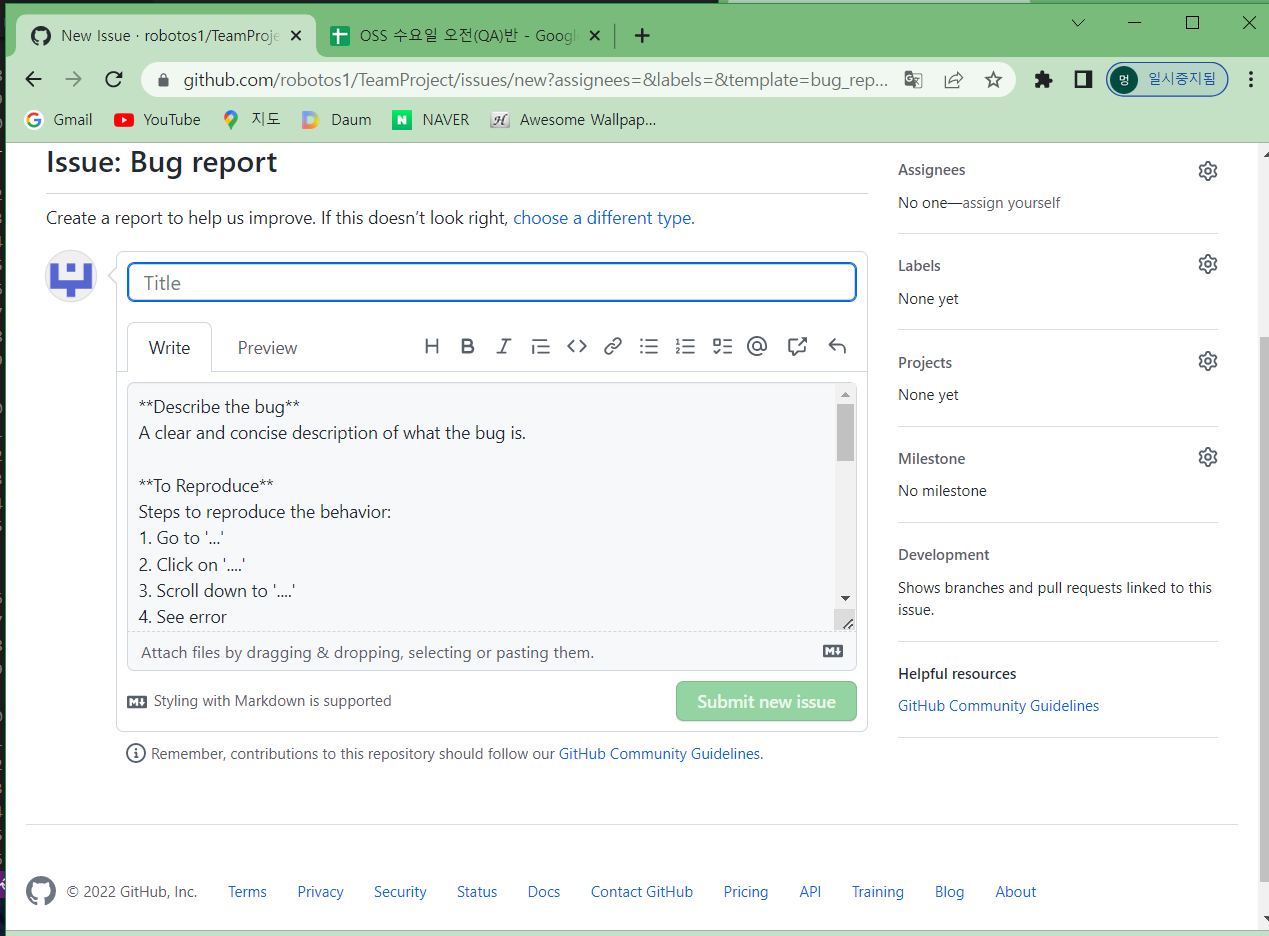 New Issue · robotos1/TeamProje
OSS 수요일 오전(QA)반 - Googl
github.com/robotos1/TeamProject/issues/new?assignees=&labels=&template=bug_rep...
멍 일시중지됨
Gmail YouTube 지도 Daum NAVER Awesome Wallpap...
Issue: Bug report
Create a report to help us improve. If this doesn’t look right, choose a different type.
Title
Write Preview
**Describe the bug**
A clear and concise description of what the bug is.
**To Reproduce**
Steps to reproduce the behavior:
1. Go to '...'
2. Click on '....'
3. Scroll down to '....'
4. See error
Attach files by dragging & dropping, selecting or pasting them.
Styling with Markdown is supported
Submit new issue
Remember, contributions to this repository should follow our GitHub Community Guidelines.
Assignees
No one—assign yourself
Labels
None yet
Projects
None yet
Milestone
No milestone
Development
Shows branches and pull requests linked to this
issue.
Helpful resources
GitHub Community Guidelines
© 2022 GitHub, Inc. Terms Privacy Security Status Docs Contact GitHub Pricing API Training Blog About